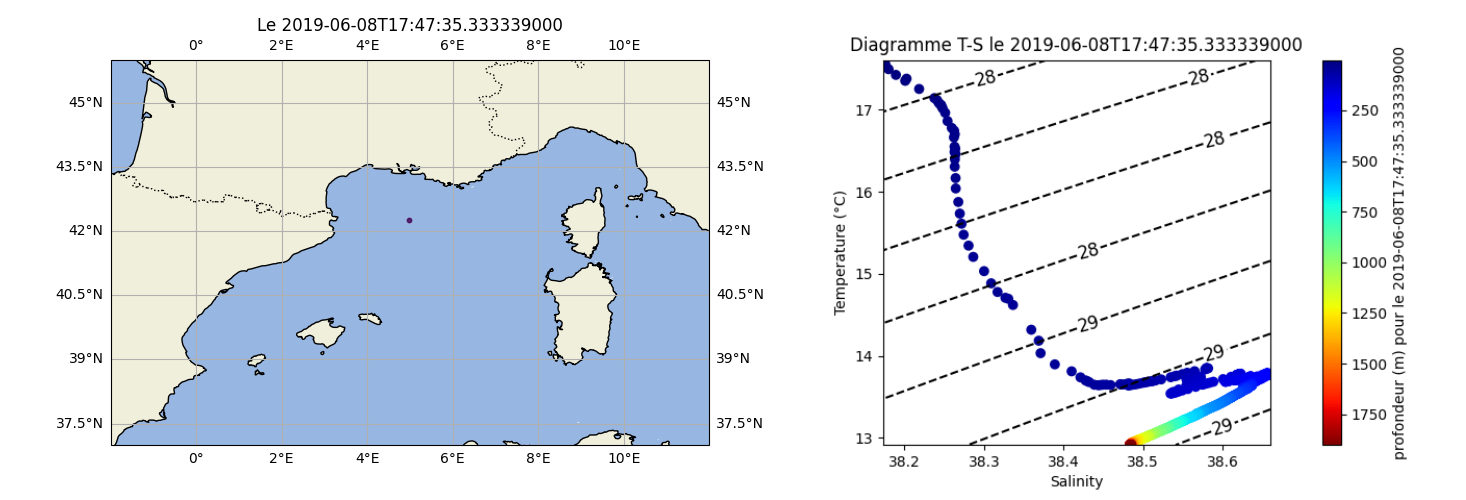 Le 2019-06-08T17:47:35.333339000
0° 2°E 4°E 6°E 8°E 10°E
45°N 45°N
43.5°N 43.5°N
42°N 42°N
40.5°N 40.5°N
39°N 39°N
37.5°N 37.5°N
0° 2°E 4°E 6°E 8°E 10°E
Diagramme T-S le 2019-06-08T17:47:35.333339000
Temperature (°C)
17
16
15
14
13
28
28
28
28
29
29
29
38.2 38.3 38.4 38.5 38.6
Salinity
250
500
750
1000
1250
1500
1750
profondeur (m) pour le 2019-06-08T17:47:35.333339000